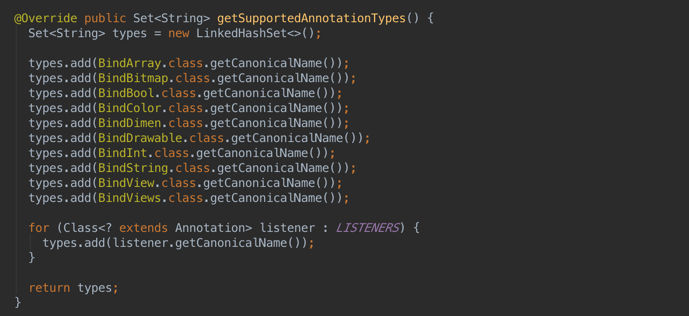 @Override public Set<String> getSupportedAnnotationTypes() {
Set<String> types = new LinkedHashSet<>();
types.add(BindArray.class.getCanonicalName());
types.add(BindBitmap.class.getCanonicalName());
types.add(BindBool.class.getCanonicalName());
types.add(BindColor.class.getCanonicalName());
types.add(BindDimen.class.getCanonicalName());
types.add(BindDrawable.class.getCanonicalName());
types.add(BindInt.class.getCanonicalName());
types.add(BindString.class.getCanonicalName());
types.add(BindView.class.getCanonicalName());
types.add(BindViews.class.getCanonicalName());
for (Class<? extends Annotation> listener : LISTENERS) {
types.add(listener.getCanonicalName());
}
return types;
}